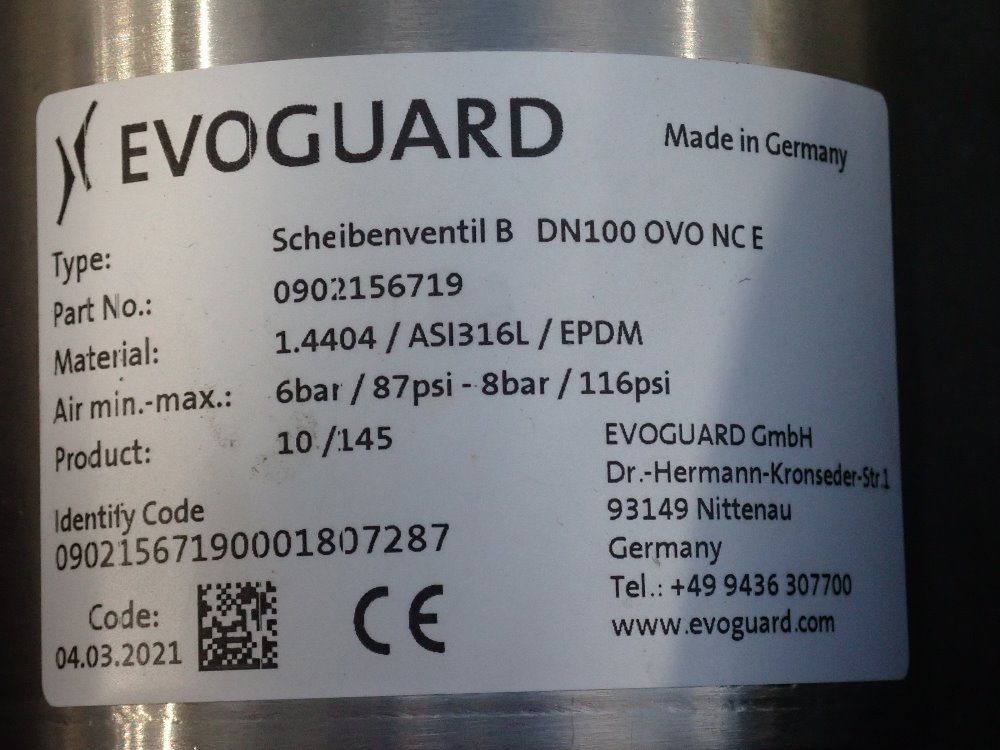 EVOGUARD
Made in Germany
Type: Scheibenventil B DN100 OVO NC E
Part No.: 0902156719
Material: 1.4404 / ASI316L / EPDM
Air min.-max.: 6bar / 87psi - 8bar / 116psi
Product: 10 /145
EVOGUARD GmbH
Dr.-Hermann-Kronseder-Str.1
93149 Nittenau
Germany
Tel.: +49 9436 307700
www.evoguard.com
Identify Code
09021567190001807287
Code:
04.03.2021
CE